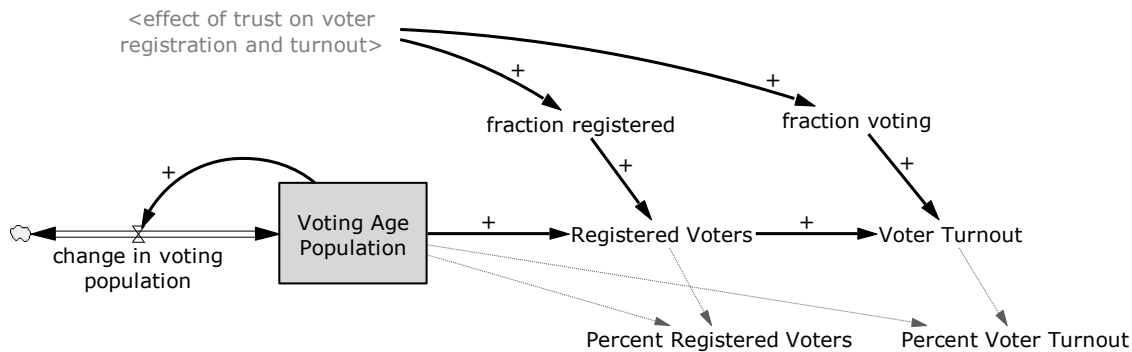 <effect of trust on voter
registration and turnout>
+
+
fraction registered
fraction voting
+
+
+
Voting Age
Population
+
Registered Voters
+
Voter Turnout
change in voting
population
Percent Registered Voters
Percent Voter Turnout